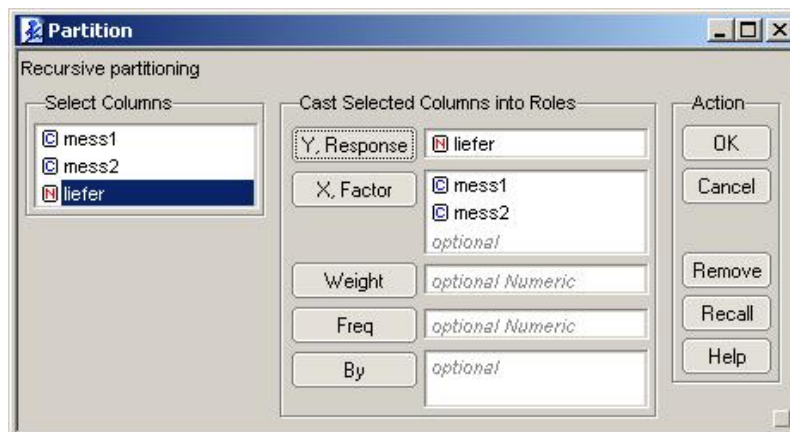 Partition
Recursive partitioning
Select Columns
C mess1
C mess2
N liefer
Cast Selected Columns into Roles
Y, Response
N liefer
X, Factor
C mess1
C mess2
optional
Weight
optional Numeric
Freq
optional Numeric
By
optional
Action
OK
Cancel
Remove
Recall
Help